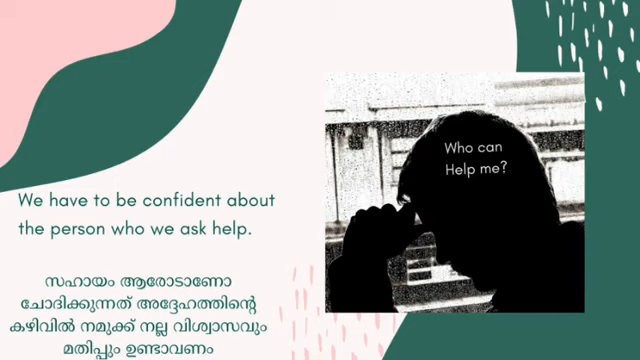 We have to be confident about
the person who we ask help.
സഹായം ആരോടാണോ
ചോദിക്കുന്നത് അദ്ദേഹത്തിന്റെ
കഴിവിൽ നമുക്ക് നല്ല വിശ്വാസവും
മതിപ്പും ഉണ്ടാവണം
Who can
Help me?